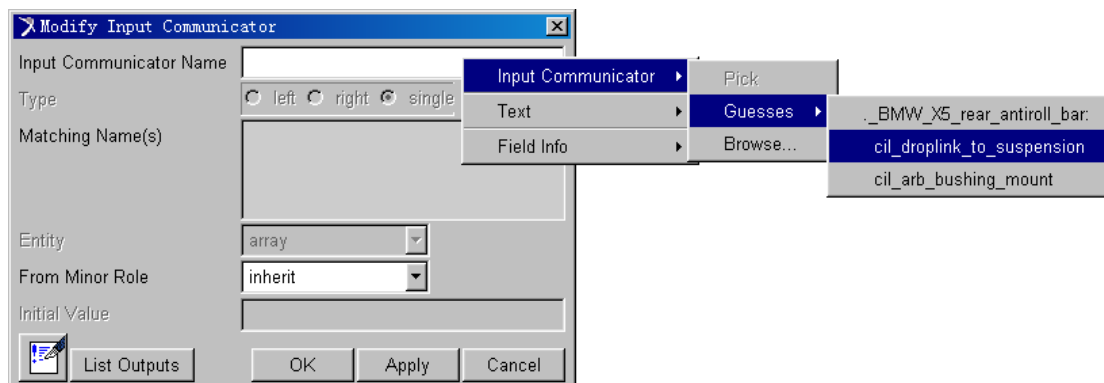 Modify Input Communicator
Input Communicator Name
Type
left right single
Matching Name(s)
Entity
array
From Minor Role
inherit
Initial Value
List Outputs
OK
Apply
Cancel
Input Communicator
Text
Field Info
Pick
Guesses
Browse...
._BMW_X5_rear_antiroll_bar:
cil_droplink_to_suspension
cil_arb_bushing_mount